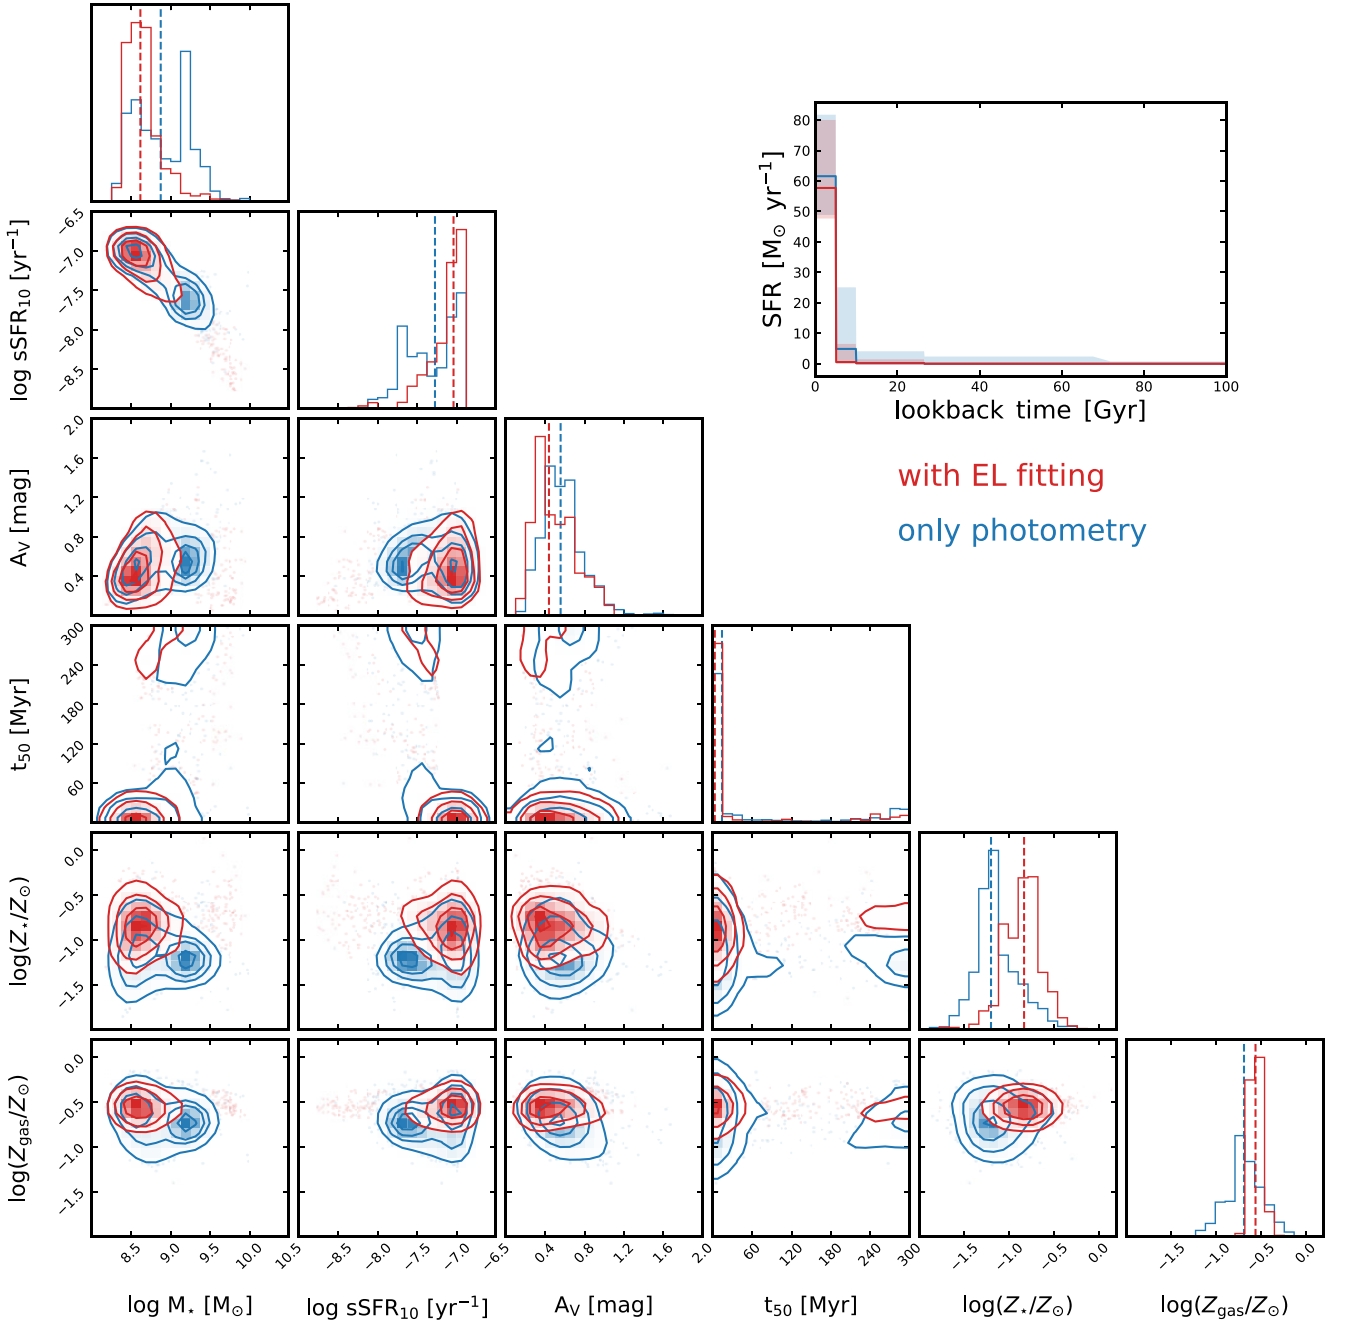 80
70
60
50
40
30
20
10
0
SFR [M⊙ yr⁻¹]
0 20 40 60 80 100
lookback time [Gyr]
with EL fitting
only photometry
−6.5
−7.0
−7.5
−8.0
−8.5
log sSFR₁₀ [yr⁻¹]
2.0
1.6
1.2
0.8
0.4
A_V [mag]
300
240
180
120
60
t₅₀ [Myr]
0.0
−0.5
−1.0
−1.5
log(Z⋆/Z⊙)
0.0
−0.5
−1.0
−1.5
log(Z_gas/Z⊙)
8.5 9.0 9.5 10.0 10.5
−8.5 −8.0 −7.5 −7.0 −6.5
0.4 0.8 1.2 1.6 2.0
60 120 180 240 300
−1.5 −1.0 −0.5 0.0
−1.5 −1.0 −0.5 0.0
log M⋆ [M⊙]
log sSFR₁₀ [yr⁻¹]
A_V [mag]
t₅₀ [Myr]
log(Z⋆/Z⊙)
log(Z_gas/Z⊙)